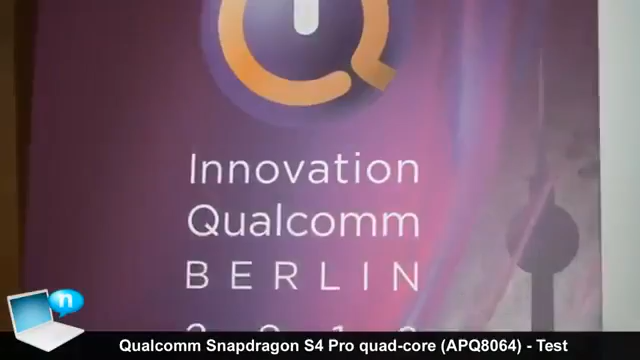 Innovation
Qualcomm
BERLIN
n
Qualcomm Snapdragon S4 Pro quad-core (APQ8064) - Test